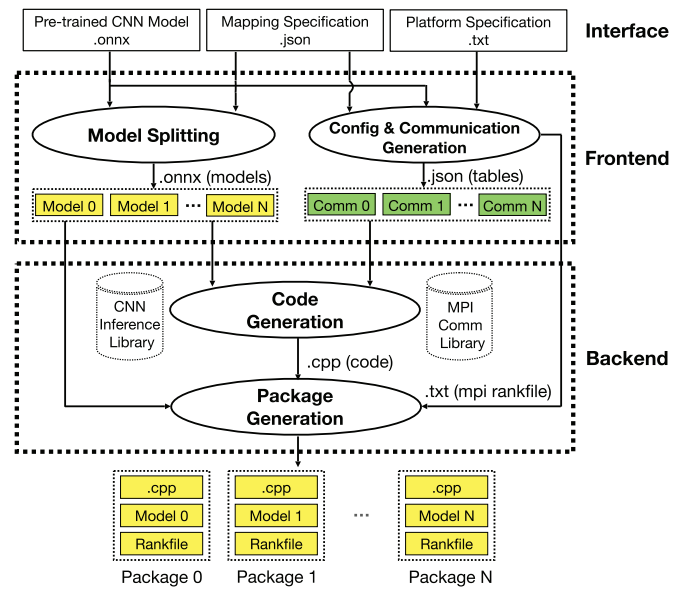 Pre-trained CNN Model
.onnx
Mapping Specification
.json
Platform Specification
.txt
Interface
Model Splitting
Config & Communication
Generation
Frontend
.onnx (models)
.json (tables)
Model 0
Model 1
...
Model N
Comm 0
Comm 1
...
Comm N
CNN
Inference
Library
Code
Generation
MPI
Comm
Library
Backend
.cpp (code)
.txt (mpi rankfile)
Package
Generation
.cpp
Model 0
Rankfile
Package 0
.cpp
Model 1
Rankfile
Package 1
...
.cpp
Model N
Rankfile
Package N